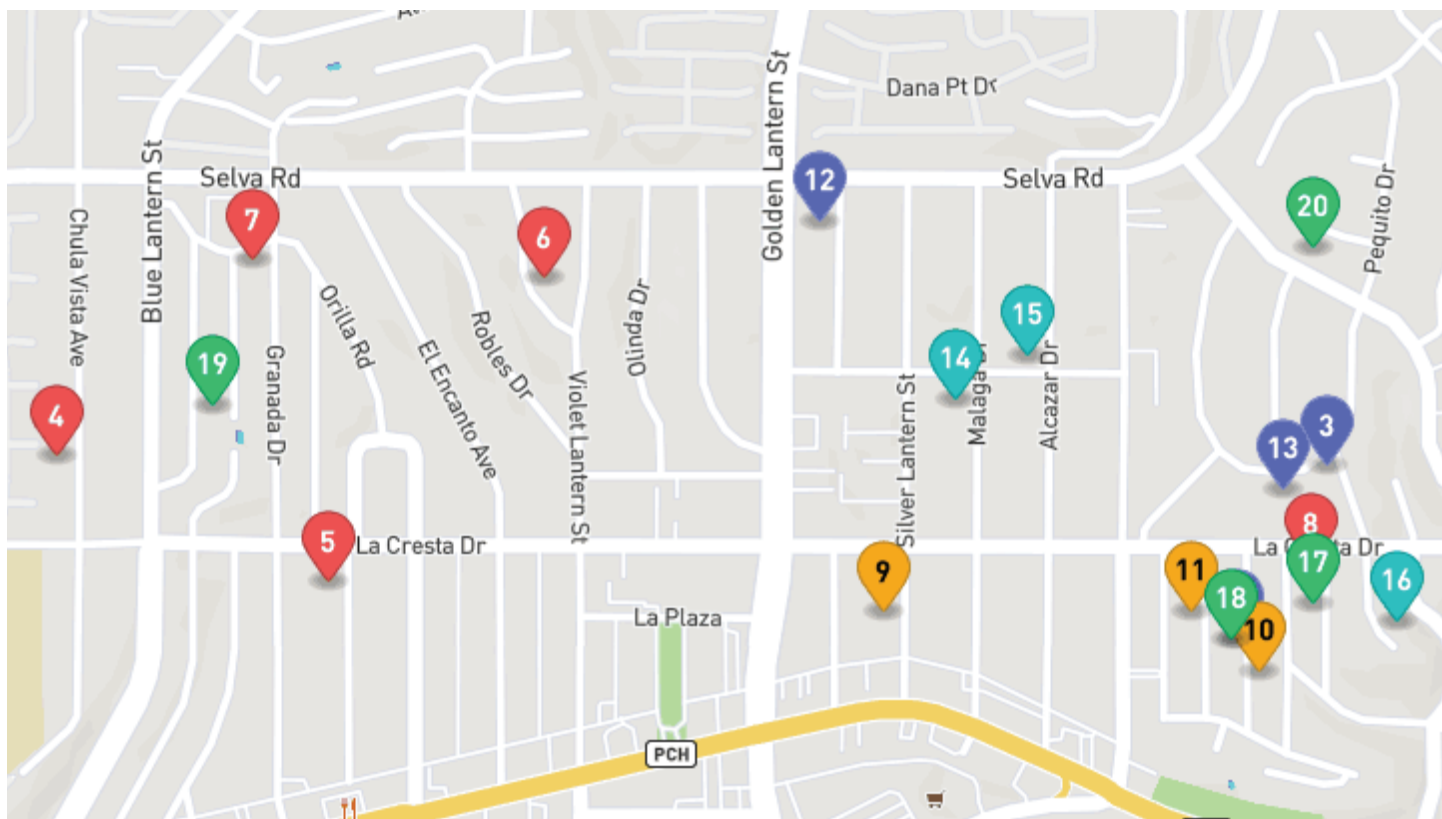 Dana Pt Dr
Golden Lantern St
Blue Lantern St
Selva Rd
12
Selva Rd
7
20
Pequito Dr
Chula Vista Ave
6
Orilla Rd
Robles Dr
Olinda Dr
15
14
19
Granada Dr
El Encanto Ave
Violet Lantern St
Silver Lantern St
Malaga Dr
Alcazar Dr
4
3
13
8
5
La Cresta Dr
La Cresta Dr
9
11
17
16
18
10
La Plaza
PCH